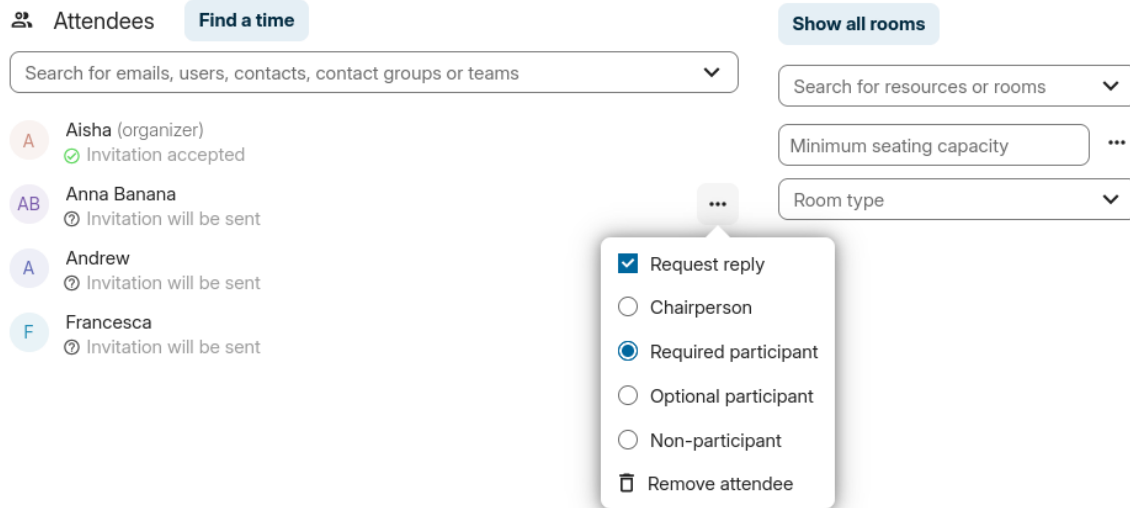 Attendees
Find a time
Search for emails, users, contacts, contact groups or teams
A
Aisha (organizer)
Invitation accepted
AB
Anna Banana
Invitation will be sent
A
Andrew
Invitation will be sent
F
Francesca
Invitation will be sent
Request reply
Chairperson
Required participant
Optional participant
Non-participant
Remove attendee
Show all rooms
Search for resources or rooms
Minimum seating capacity
Room type